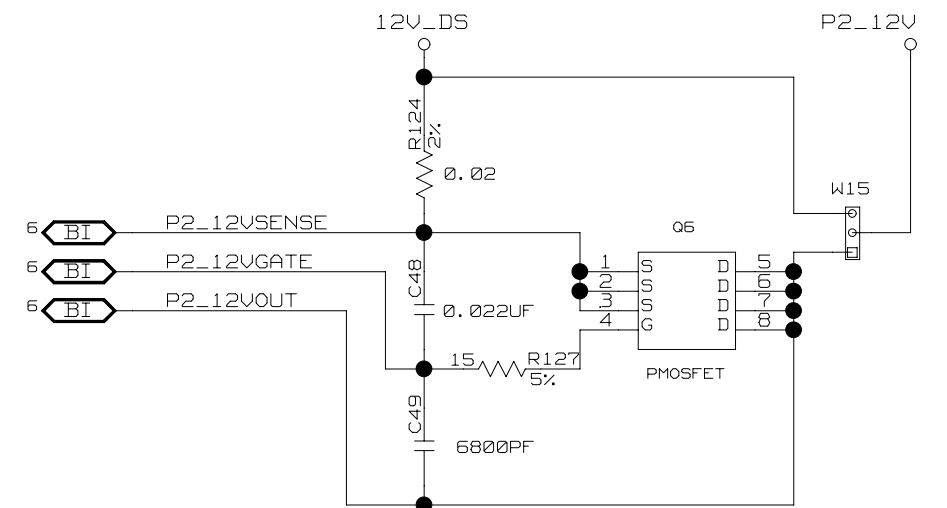 12V_DS
P2_12V
R124
2%
0.02
W15
6 BI P2_12VSENSE
Q6
6 BI P2_12VGATE
C48
1 S D 5
2 S D 6
3 S D 7
4 G D 8
6 BI P2_12VOUT
0.022UF
15 R127
5%
PMOSFET
C49
6800PF